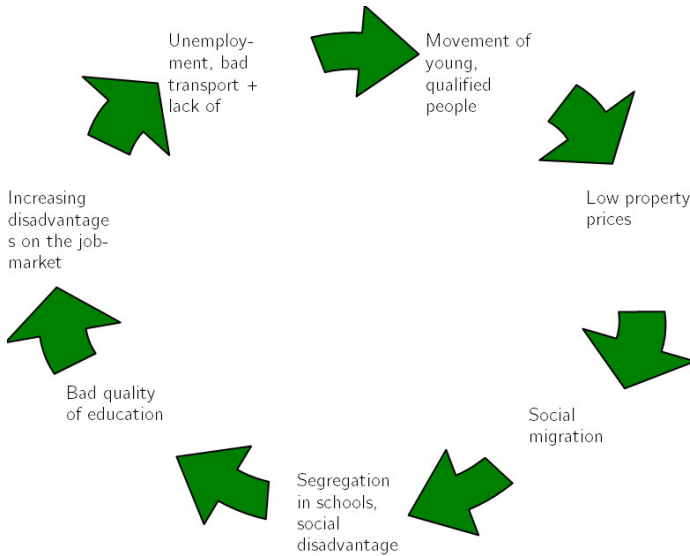 Unemploy-
ment, bad
transport +
lack of
Movement of
young,
qualified
people
Low property
prices
Social
migration
Segregation
in schools,
social
disadvantage
Bad quality
of education
Increasing
disadvantage
s on the job-
market